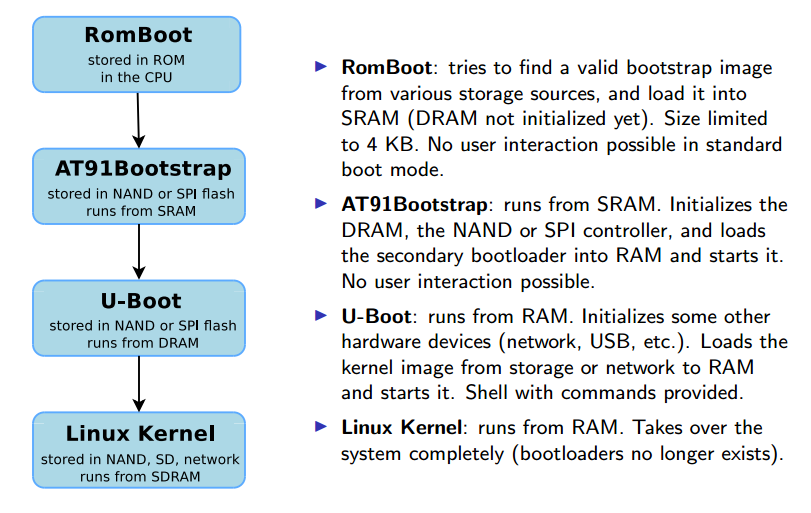 RomBoot
stored in ROM
in the CPU
AT91Bootstrap
stored in NAND or SPI flash
runs from SRAM
U-Boot
stored in NAND or SPI flash
runs from DRAM
Linux Kernel
stored in NAND, SD, network
runs from SDRAM
RomBoot: tries to find a valid bootstrap image
from various storage sources, and load it into
SRAM (DRAM not initialized yet). Size limited
to 4 KB. No user interaction possible in standard
boot mode.
AT91Bootstrap: runs from SRAM. Initializes the
DRAM, the NAND or SPI controller, and loads
the secondary bootloader into RAM and starts it.
No user interaction possible.
U-Boot: runs from RAM. Initializes some other
hardware devices (network, USB, etc.). Loads the
kernel image from storage or network to RAM
and starts it. Shell with commands provided.
Linux Kernel: runs from RAM. Takes over the
system completely (bootloaders no longer exists).